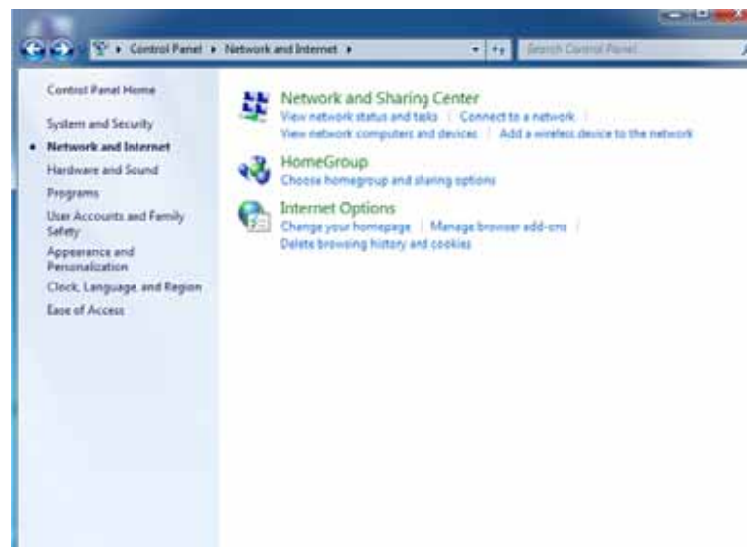 Control Panel ▸ Network and Internet ▸
Search Control Panel
Control Panel Home
System and Security
Network and Internet
Hardware and Sound
Programs
User Accounts and Family
Safety
Appearance and
Personalization
Clock, Language, and Region
Ease of Access
Network and Sharing Center
View network status and tasks | Connect to a network |
View network computers and devices | Add a wireless device to the network
HomeGroup
Choose homegroup and sharing options
Internet Options
Change your homepage | Manage browser add-ons |
Delete browsing history and cookies